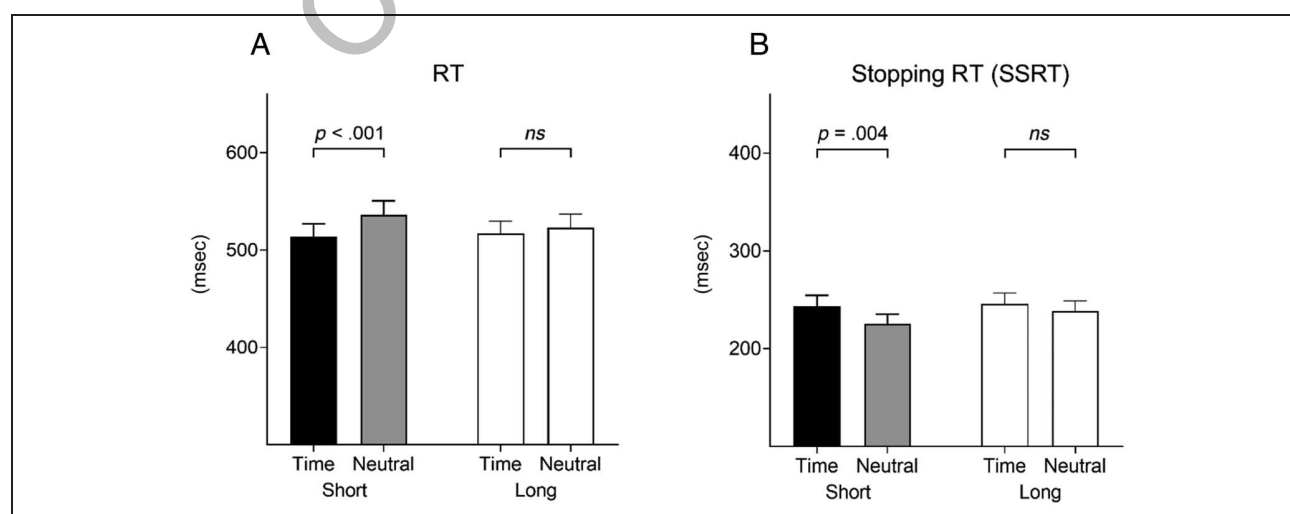 A
RT
(msec)
600
500
400
p < .001
ns
Time Neutral Time Neutral
Short Long
B
Stopping RT (SSRT)
(msec)
400
300
200
p = .004
ns
Time Neutral Time Neutral
Short Long